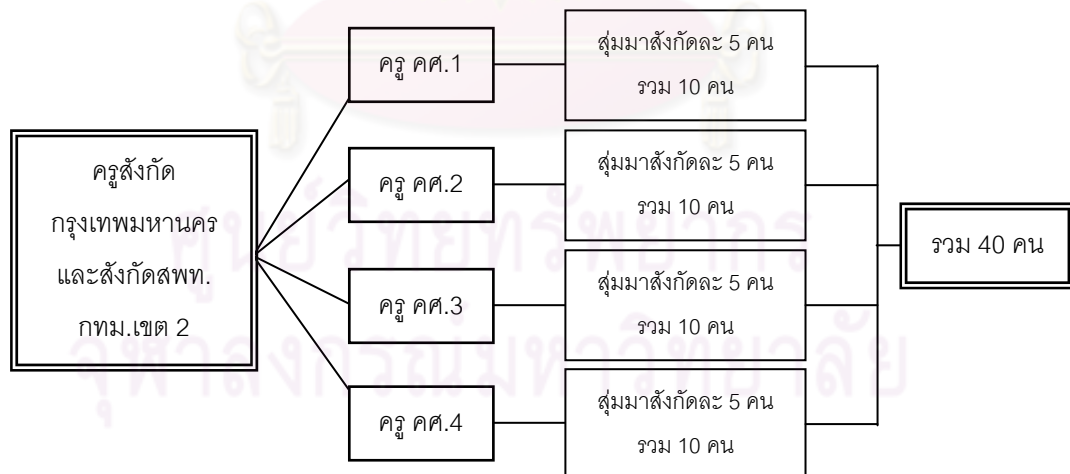 ครูสังกัด
กรุงเทพมหานคร
และสังกัดสพท.
กทม.เขต 2
ครู คศ.1
สุ่มมาสังกัดละ 5 คน
รวม 10 คน
ครู คศ.2
สุ่มมาสังกัดละ 5 คน
รวม 10 คน
ครู คศ.3
สุ่มมาสังกัดละ 5 คน
รวม 10 คน
ครู คศ.4
สุ่มมาสังกัดละ 5 คน
รวม 10 คน
รวม 40 คน
ศูนย์วิทยทรัพยากร
จุฬาลงกรณ์มหาวิทยาลัย